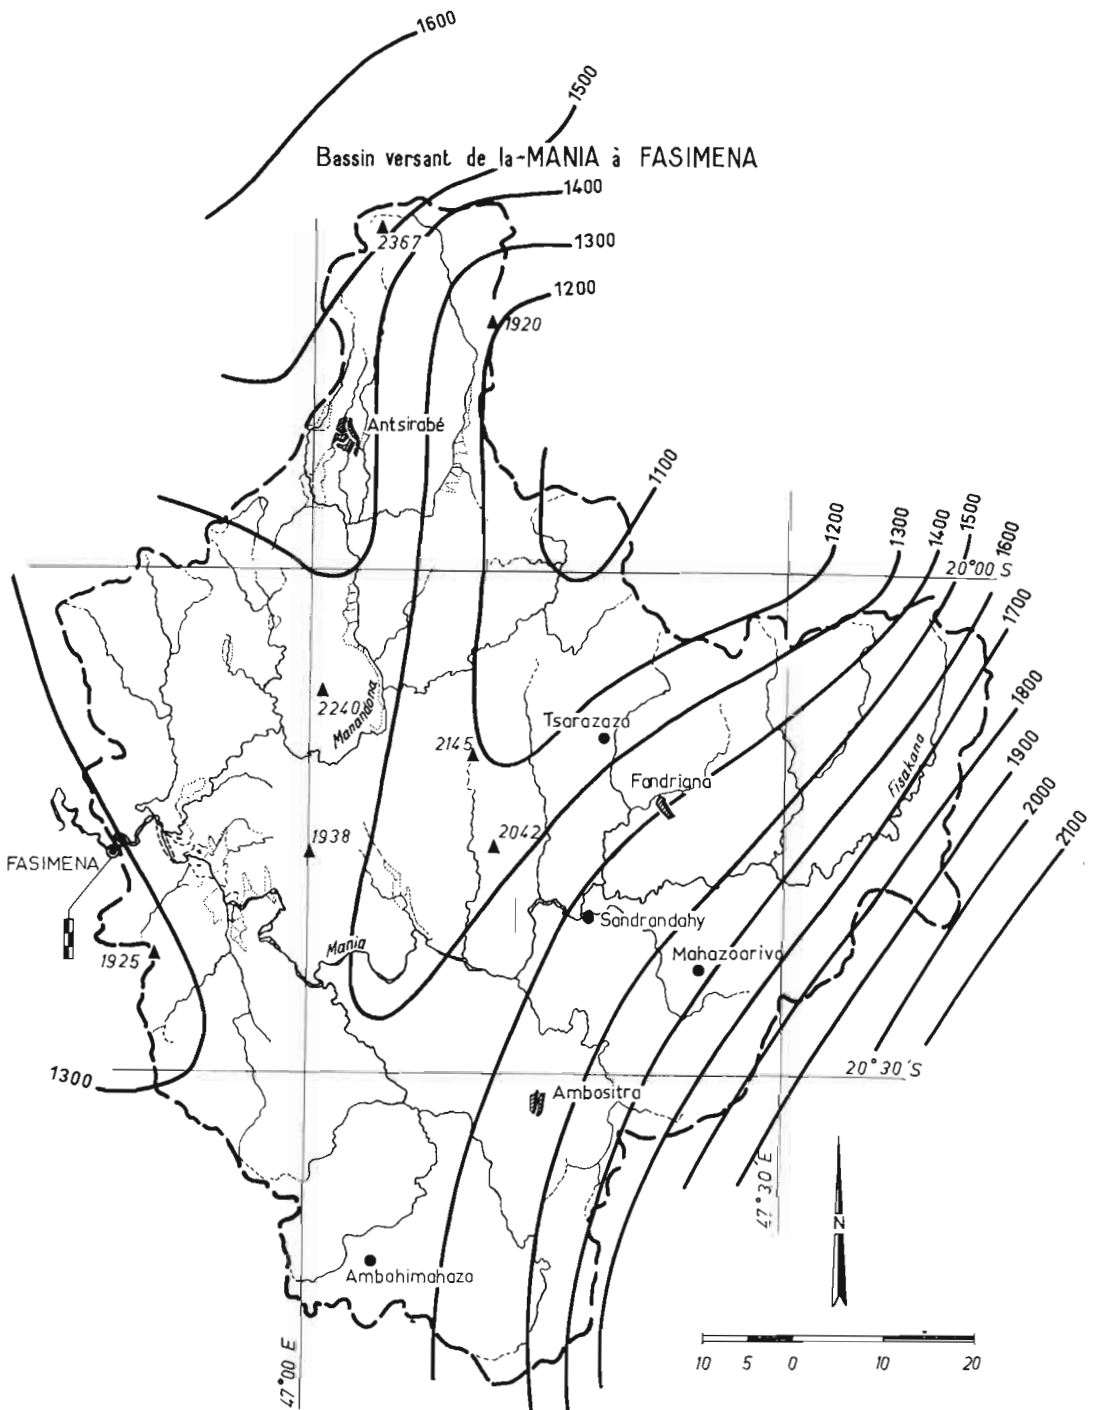 1600
1500
Bassin versant de la MANIA à FASIMENA
1400
2367
1300
1200
1920
Antsirabé
1100
1200
1300
1400
1500
1600
20°00 S
1700
2240
Manandona
1800
Tsarazaza
2145
1900
Fandriana
Fisakana
2000
1938
2042
2100
FASIMENA
Sandrandahy
Mania
1925
Mahazoarivo
1300
20°30'S
Ambositra
47°30'E
N
Ambohimahazo
47°00 E
10 5 0 10 20